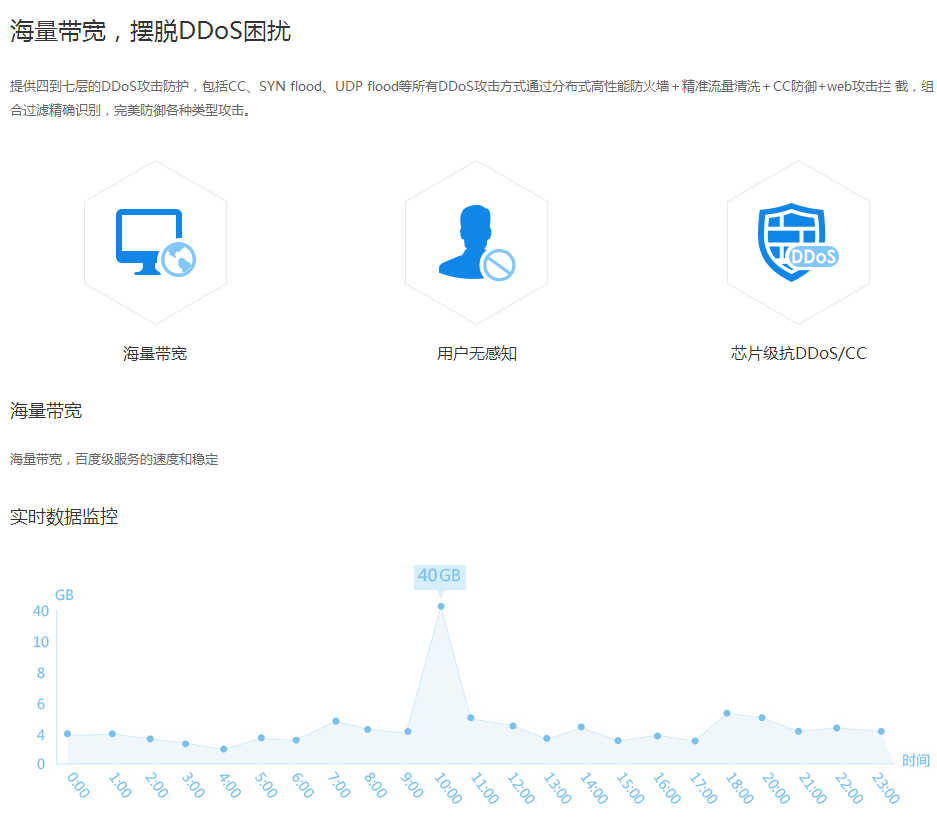 海量带宽，摆脱DDoS困扰
提供四到七层的DDoS攻击防护，包括CC、SYN flood、UDP flood等所有DDoS攻击方式通过分布式高性能防火墙＋精准流量清洗＋CC防御+web攻击拦 截，组
合过滤精确识别，完美防御各种类型攻击。
DDoS
海量带宽
用户无感知
芯片级抗DDoS/CC
海量带宽
海量带宽，百度级服务的速度和稳定
实时数据监控
40GB
GB
40
10
8
6
4
0
时间
0:00
1:00
2:00
3:00
4:00
5:00
6:00
7:00
8:00
9:00
10:00
11:00
12:00
13:00
14:00
15:00
16:00
17:00
18:00
20:00
21:00
22:00
23:00